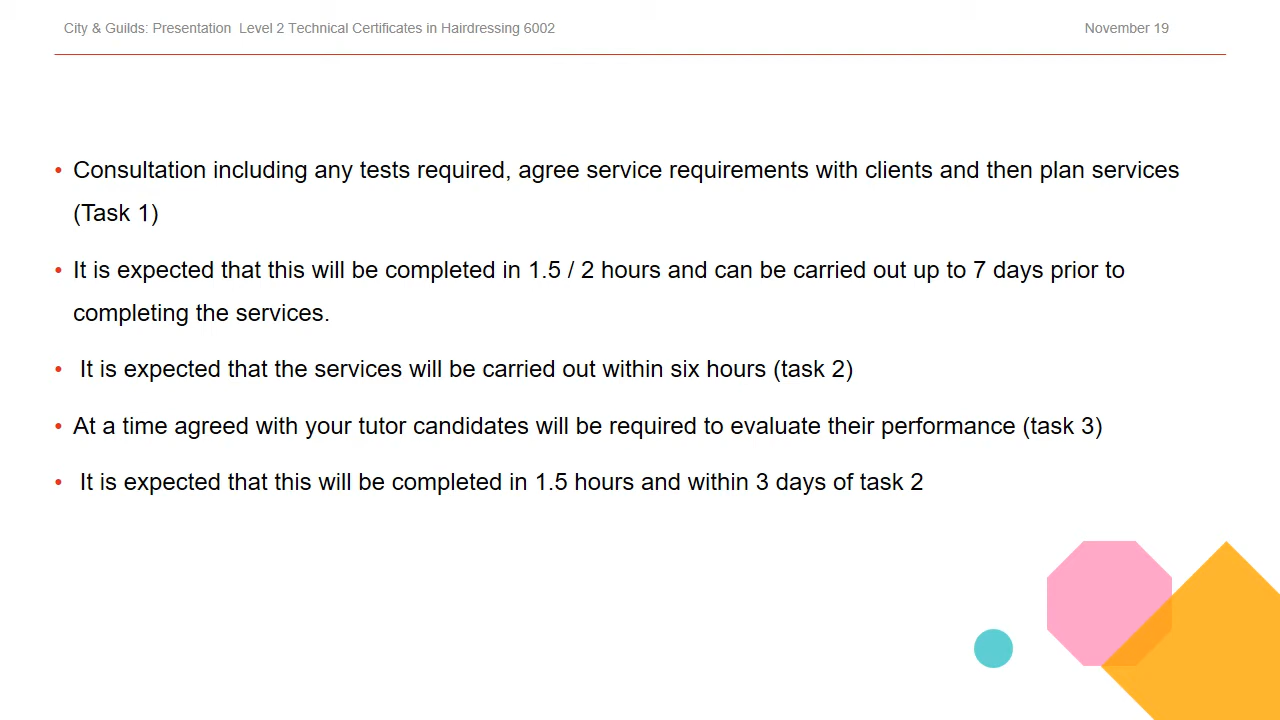 City & Guilds: Presentation  Level 2 Technical Certificates in Hairdressing 6002
November 19
• Consultation including any tests required, agree service requirements with clients and then plan services
(Task 1)
• It is expected that this will be completed in 1.5 / 2 hours and can be carried out up to 7 days prior to
completing the services.
• It is expected that the services will be carried out within six hours (task 2)
• At a time agreed with your tutor candidates will be required to evaluate their performance (task 3)
• It is expected that this will be completed in 1.5 hours and within 3 days of task 2